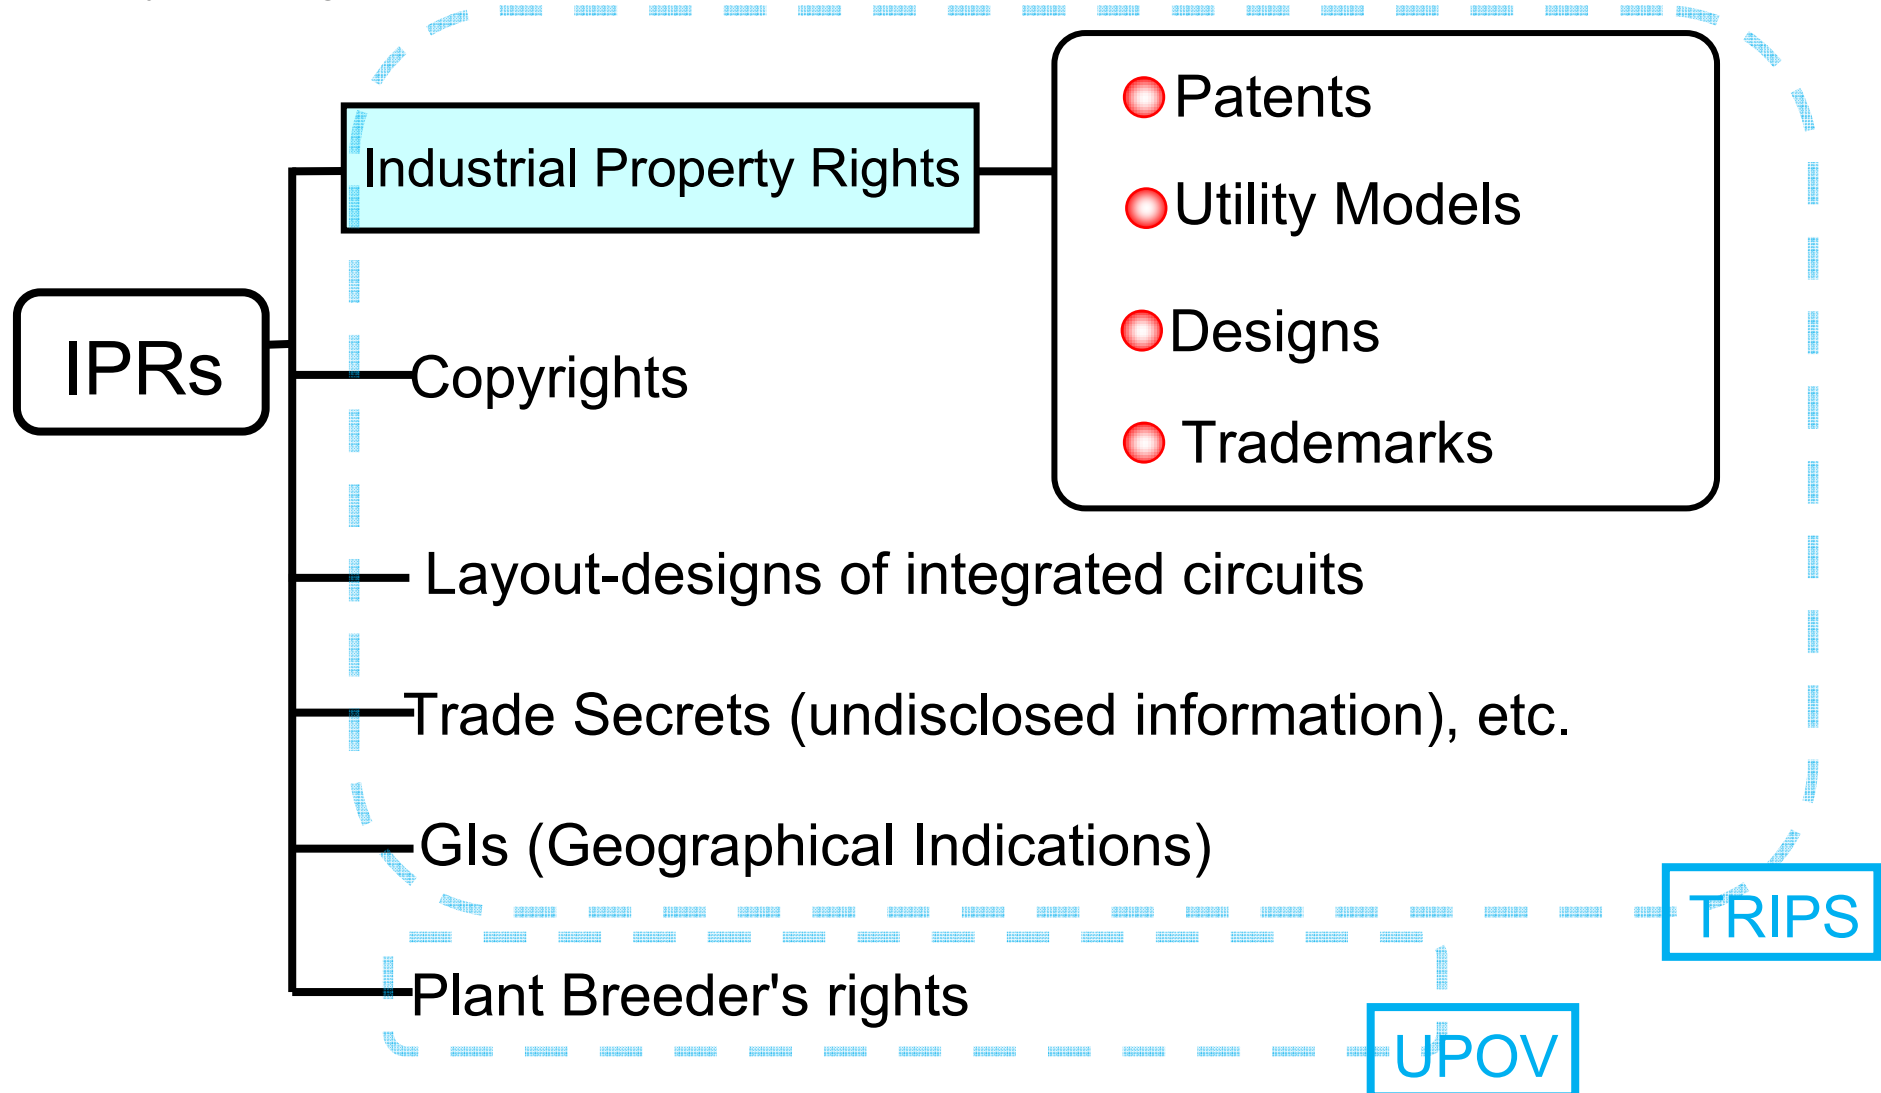 Patents
Industrial Property Rights
Utility Models
IPRs
Designs
Copyrights
Trademarks
Layout-designs of integrated circuits
Trade Secrets (undisclosed information), etc.
GIs (Geographical Indications)
TRIPS
Plant Breeder's rights
UPOV